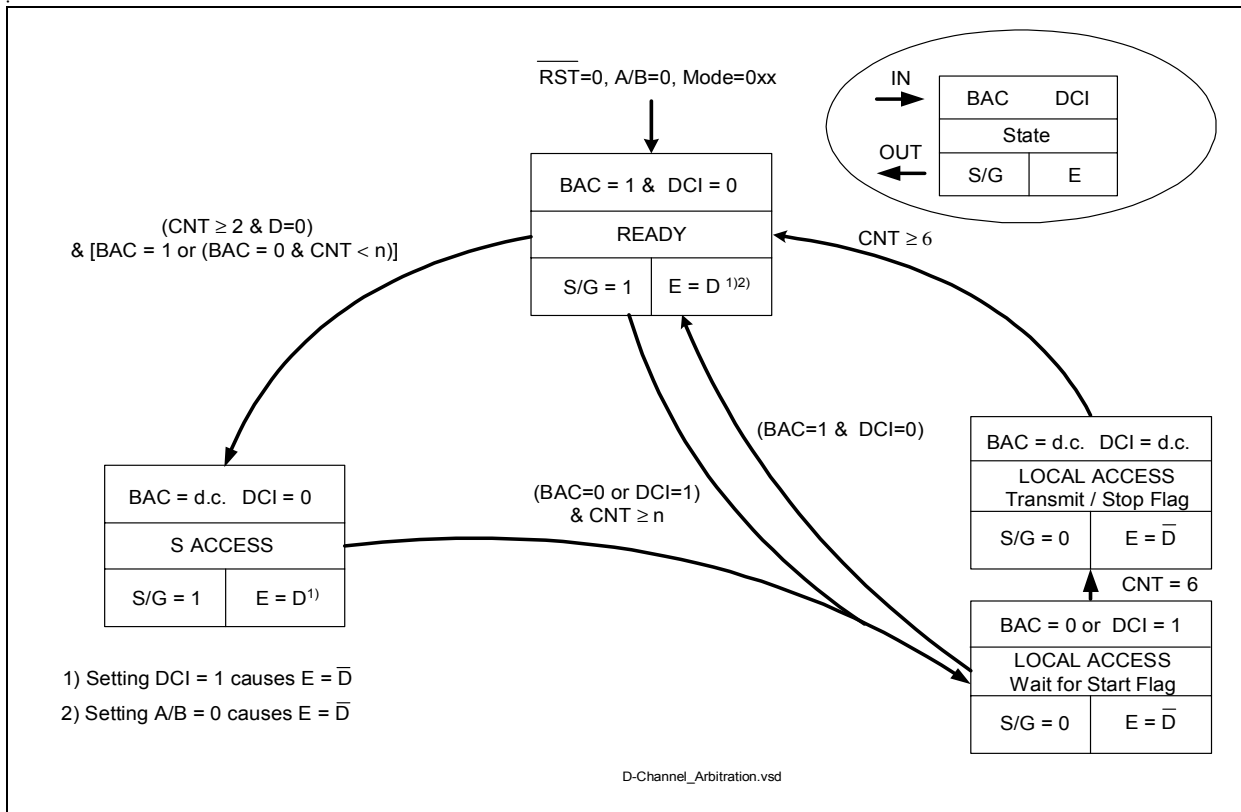 R̅S̅T̅=0, A/B=0, Mode=0xx
IN
BAC DCI
State
OUT
S/G E
BAC = 1 & DCI = 0
READY
S/G = 1 E = D 1)2)
(CNT ≥ 2 & D=0)
& [BAC = 1 or (BAC = 0 & CNT < n)]
CNT ≥ 6
(BAC=1 & DCI=0)
(BAC=0 or DCI=1)
& CNT ≥ n
BAC = d.c. DCI = 0
S ACCESS
S/G = 1 E = D1)
BAC = d.c. DCI = d.c.
LOCAL ACCESS
Transmit / Stop Flag
S/G = 0 E = D̅
CNT = 6
BAC = 0 or DCI = 1
LOCAL ACCESS
Wait for Start Flag
S/G = 0 E = D̅
1) Setting DCI = 1 causes E = D̅
2) Setting A/B = 0 causes E = D̅
D-Channel_Arbitration.vsd